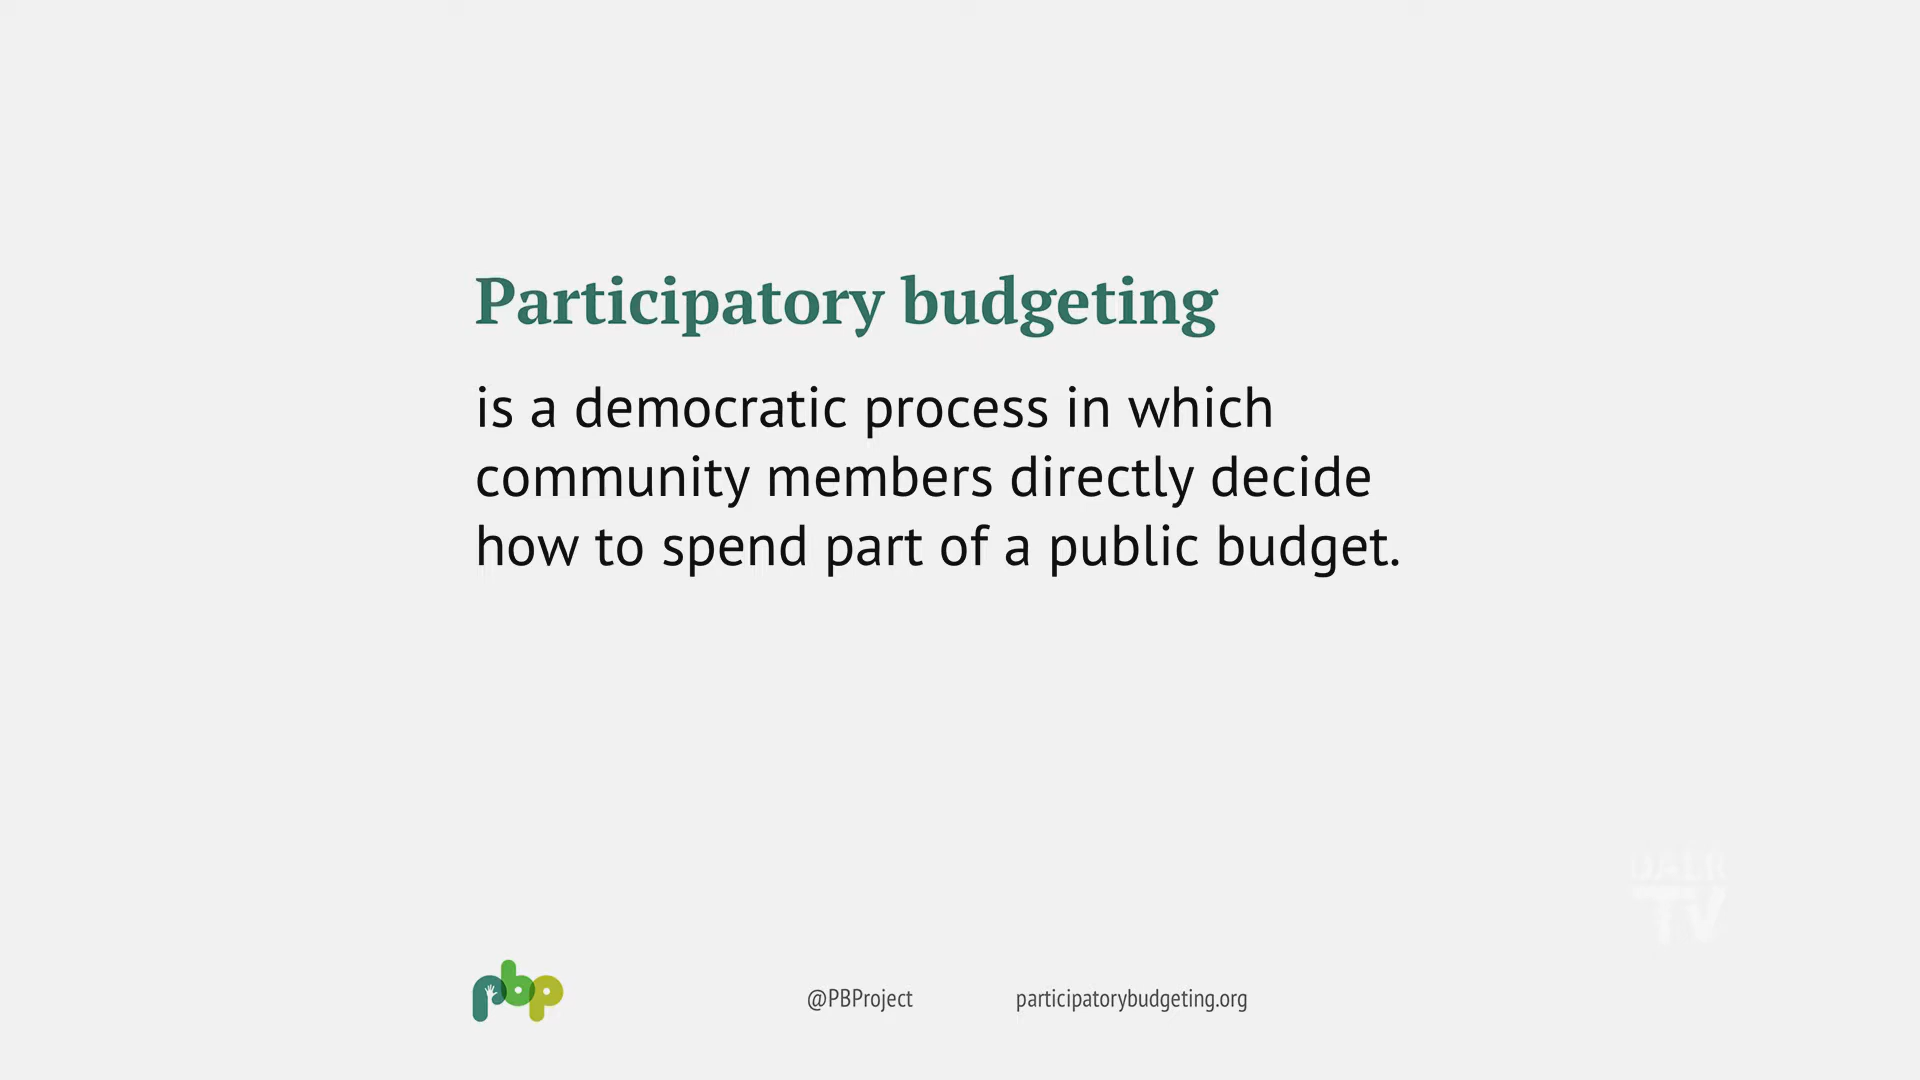 Participatory budgeting
is a democratic process in which
community members directly decide
how to spend part of a public budget.
TV
pbp
@PBProject
participatorybudgeting.org